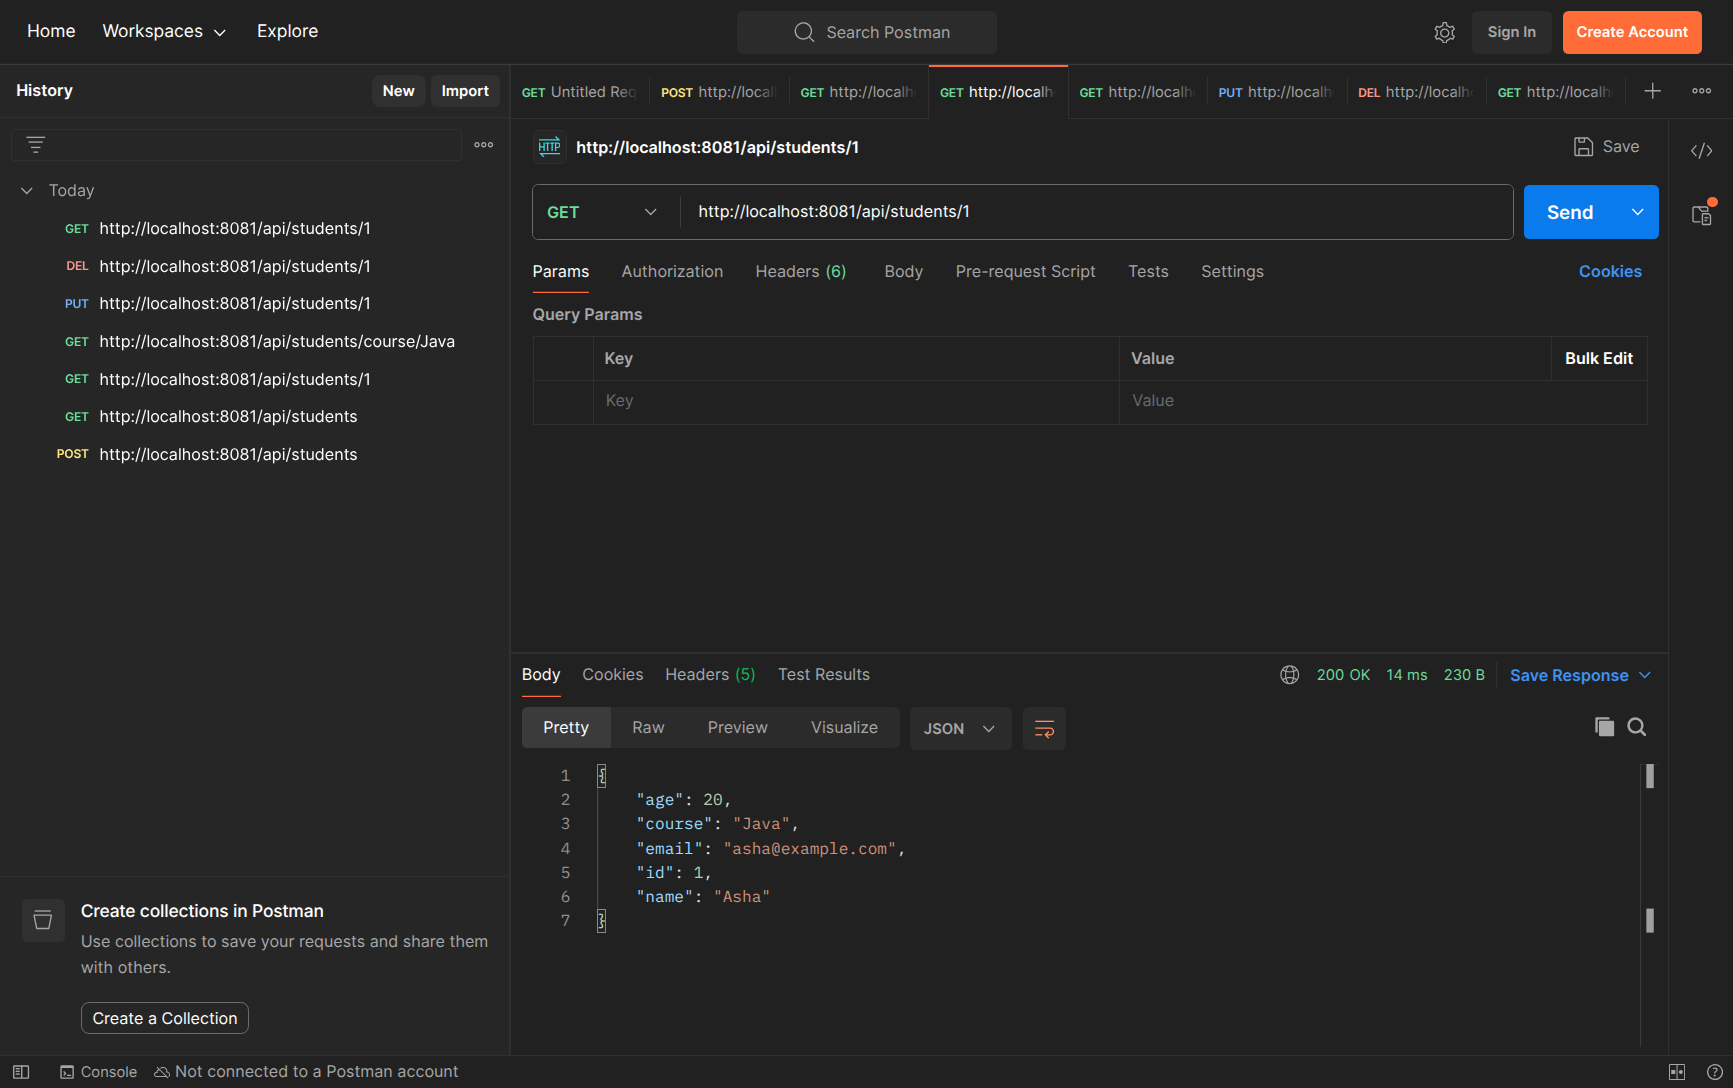 Home Workspaces Explore Search Postman Sign In Create Account
History New Import
GET Untitled Req POST http://local GET http://localh GET http://localh GET http://localh PUT http://localh DEL http://localh GET http://localh
HTTP http://localhost:8081/api/students/1 Save
Today
GET http://localhost:8081/api/students/1
DEL http://localhost:8081/api/students/1
PUT http://localhost:8081/api/students/1
GET http://localhost:8081/api/students/course/Java
GET http://localhost:8081/api/students/1
GET http://localhost:8081/api/students
POST http://localhost:8081/api/students
GET http://localhost:8081/api/students/1 Send
Params Authorization Headers (6) Body Pre-request Script Tests Settings Cookies
Query Params
Key Value Bulk Edit
Key Value
Body Cookies Headers (5) Test Results 200 OK 14 ms 230 B Save Response
Pretty Raw Preview Visualize JSON
1 {
2 "age": 20,
3 "course": "Java",
4 "email": "asha@example.com",
5 "id": 1,
6 "name": "Asha"
7 }
Create collections in Postman
Use collections to save your requests and share them
with others.
Create a Collection
Console Not connected to a Postman account